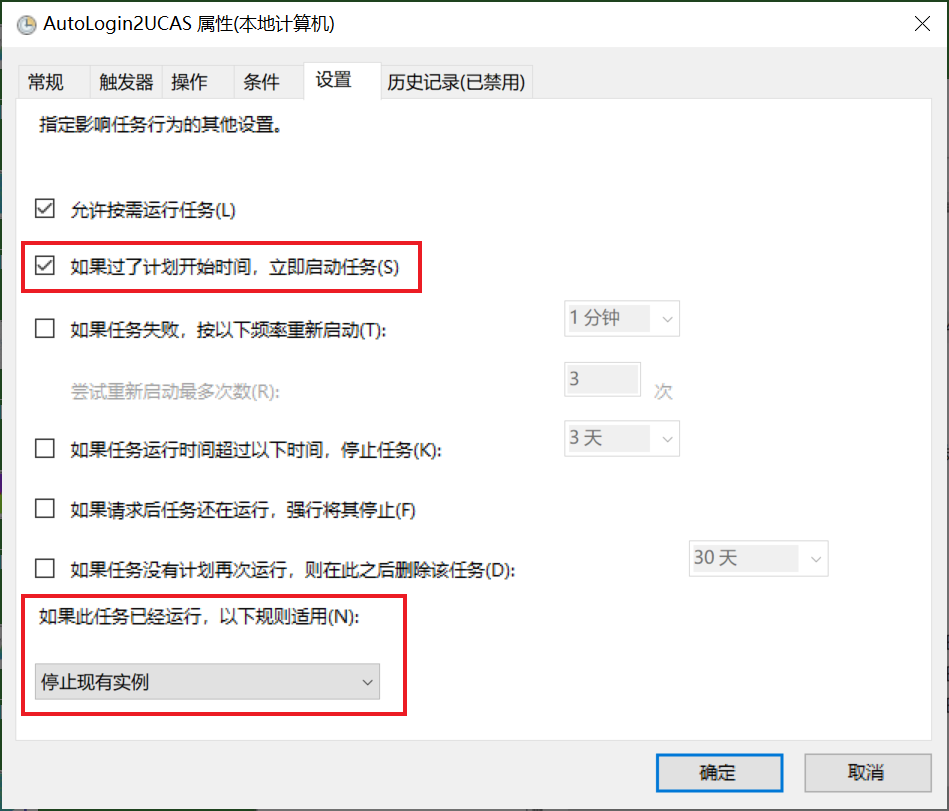 AutoLogin2UCAS 属性(本地计算机)
常规 触发器 操作 条件 设置 历史记录(已禁用)
指定影响任务行为的其他设置。
允许按需运行任务(L)
如果过了计划开始时间，立即启动任务(S)
如果任务失败，按以下频率重新启动(T): 1 分钟
尝试重新启动最多次数(R): 3 次
如果任务运行时间超过以下时间，停止任务(K): 3 天
如果请求后任务还在运行，强行将其停止(F)
如果任务没有计划再次运行，则在此之后删除该任务(D): 30 天
如果此任务已经运行，以下规则适用(N):
停止现有实例
确定 取消